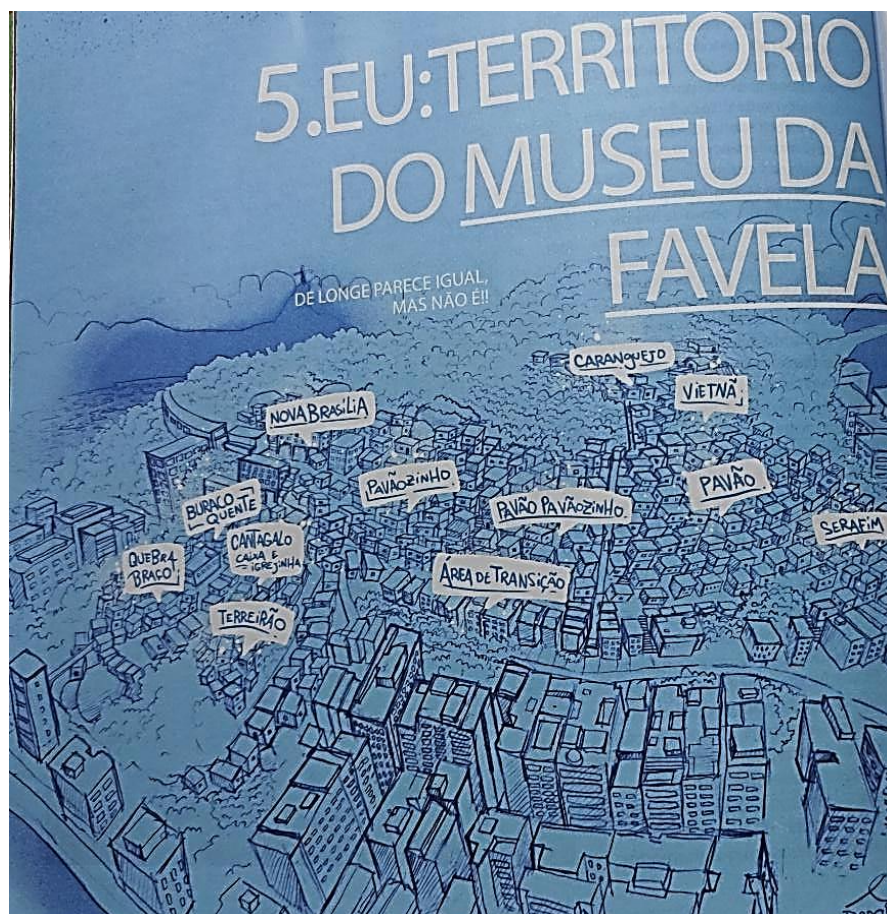 5.EU:TERRITÓRIO
DO MUSEU DA
FAVELA
DE LONGE PARECE IGUAL,
MAS NÃO É!!
CARANGUEJO
VIETNÃ
NOVA BRASÍLIA
PAVÃOZINHO
PAVÃO PAVÃOZINHO
PAVÃO
SERAFIM
BURACO
QUENTE
CANTAGALO
CAIXA E
IGREJINHA
QUEBRA
BRAÇO
ÁREA DE TRANSIÇÃO
TERREIRÃO